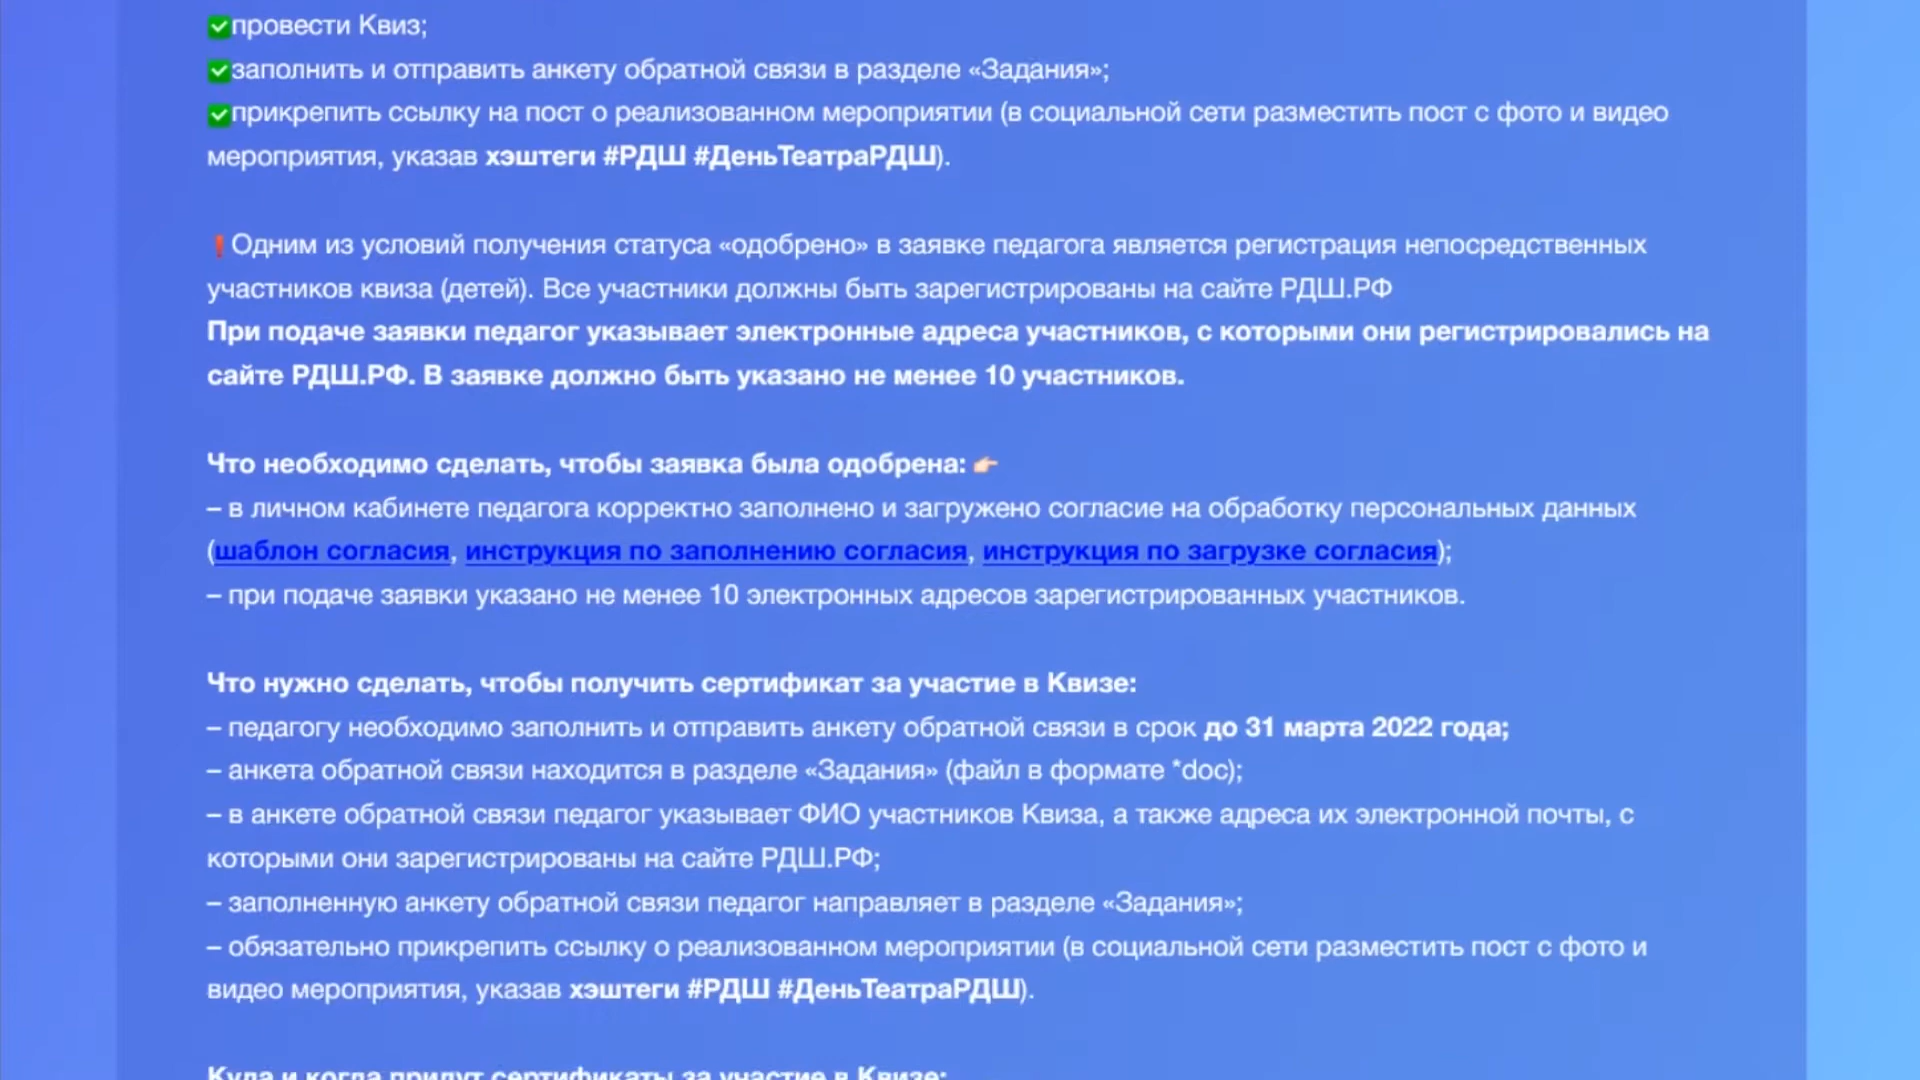 ✅провести Квиз;
✅заполнить и отправить анкету обратной связи в разделе «Задания»;
✅прикрепить ссылку на пост о реализованном мероприятии (в социальной сети разместить пост с фото и видео
мероприятия, указав хэштеги #РДШ #ДеньТеатраРДШ).
❗Одним из условий получения статуса «одобрено» в заявке педагога является регистрация непосредственных
участников квиза (детей). Все участники должны быть зарегистрированы на сайте РДШ.РФ
При подаче заявки педагог указывает электронные адреса участников, с которыми они регистрировались на
сайте РДШ.РФ. В заявке должно быть указано не менее 10 участников.
Что необходимо сделать, чтобы заявка была одобрена: 👉🏻
– в личном кабинете педагога корректно заполнено и загружено согласие на обработку персональных данных
(шаблон согласия, инструкция по заполнению согласия, инструкция по загрузке согласия);
– при подаче заявки указано не менее 10 электронных адресов зарегистрированных участников.
Что нужно сделать, чтобы получить сертификат за участие в Квизе:
– педагогу необходимо заполнить и отправить анкету обратной связи в срок до 31 марта 2022 года;
– анкета обратной связи находится в разделе «Задания» (файл в формате *doc);
– в анкете обратной связи педагог указывает ФИО участников Квиза, а также адреса их электронной почты, с
которыми они зарегистрированы на сайте РДШ.РФ;
– заполненную анкету обратной связи педагог направляет в разделе «Задания»;
– обязательно прикрепить ссылку о реализованном мероприятии (в социальной сети разместить пост с фото и
видео мероприятия, указав хэштеги #РДШ #ДеньТеатраРДШ).
Куда и когда придут сертификаты за участие в Квизе: